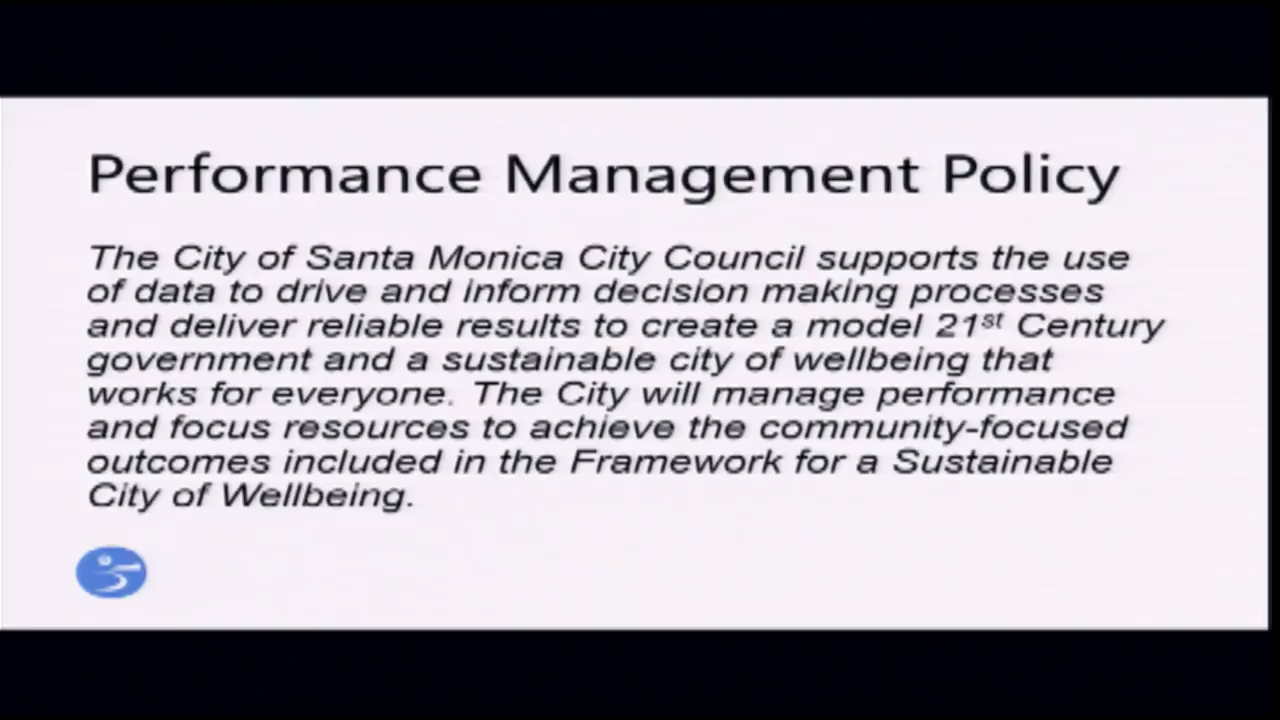 Performance Management Policy
The City of Santa Monica City Council supports the use
of data to drive and inform decision making processes
and deliver reliable results to create a model 21st Century
government and a sustainable city of wellbeing that
works for everyone. The City will manage performance
and focus resources to achieve the community-focused
outcomes included in the Framework for a Sustainable
City of Wellbeing.